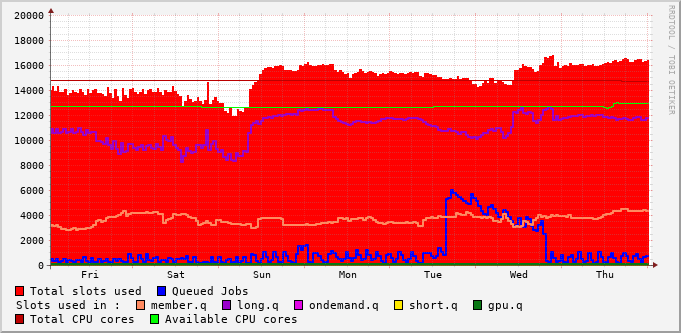 20000
18000
16000
14000
12000
10000
8000
6000
4000
2000
0
Fri Sat Sun Mon Tue Wed Thu
RRDTOOL / TOBI OETIKER
Total slots used Queued Jobs
Slots used in : member.q long.q ondemand.q short.q gpu.q
Total CPU cores Available CPU cores